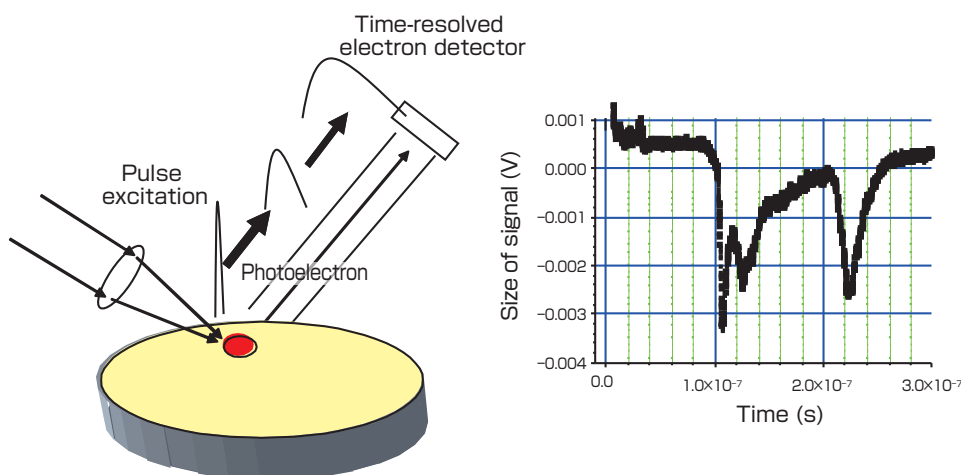 Time-resolved
electron detector
Pulse
excitation
Photoelectron
Size of signal (V)
0.001
0.000
−0.001
−0.002
−0.003
−0.004
0.0
1.0×10⁻⁷
2.0×10⁻⁷
3.0×10⁻⁷
Time (s)